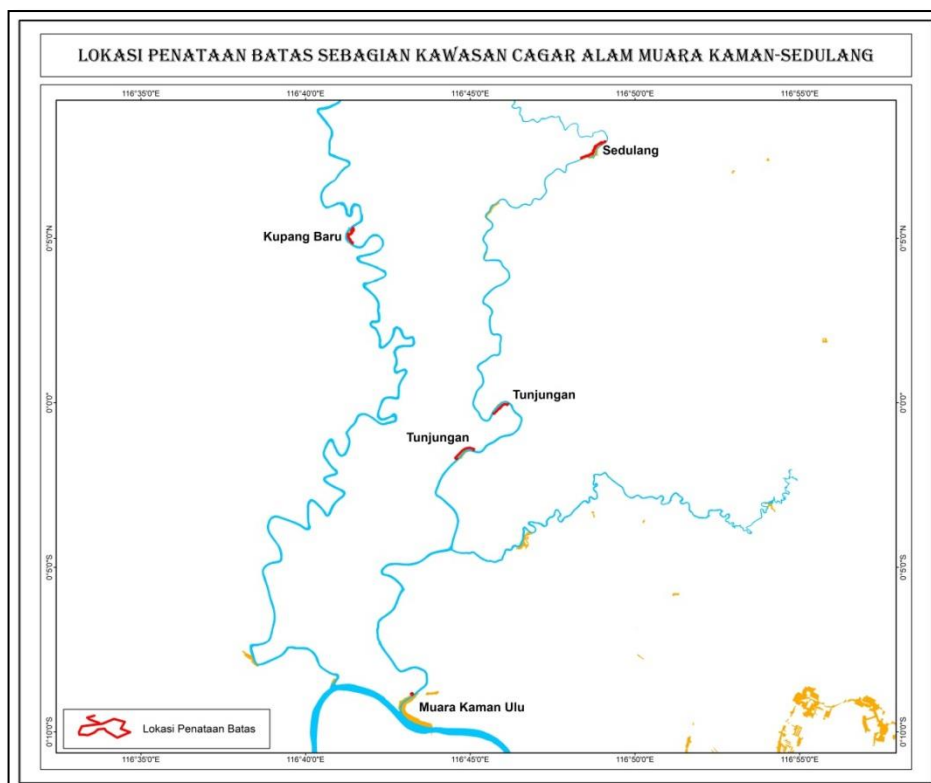 LOKASI PENATAAN BATAS SEBAGIAN KAWASAN CAGAR ALAM MUARA KAMAN-SEDULANG
116°35'0"E 116°40'0"E 116°45'0"E 116°50'0"E 116°55'0"E
Sedulang
Kupang Baru
0°5'0"N 0°5'0"N
Tunjungan
0°0'0" 0°0'0"
Tunjungan
0°5'0"S 0°5'0"S
Muara Kaman Ulu
Lokasi Penataan Batas
0°10'0"S 0°10'0"S
116°35'0"E 116°40'0"E 116°45'0"E 116°50'0"E 116°55'0"E